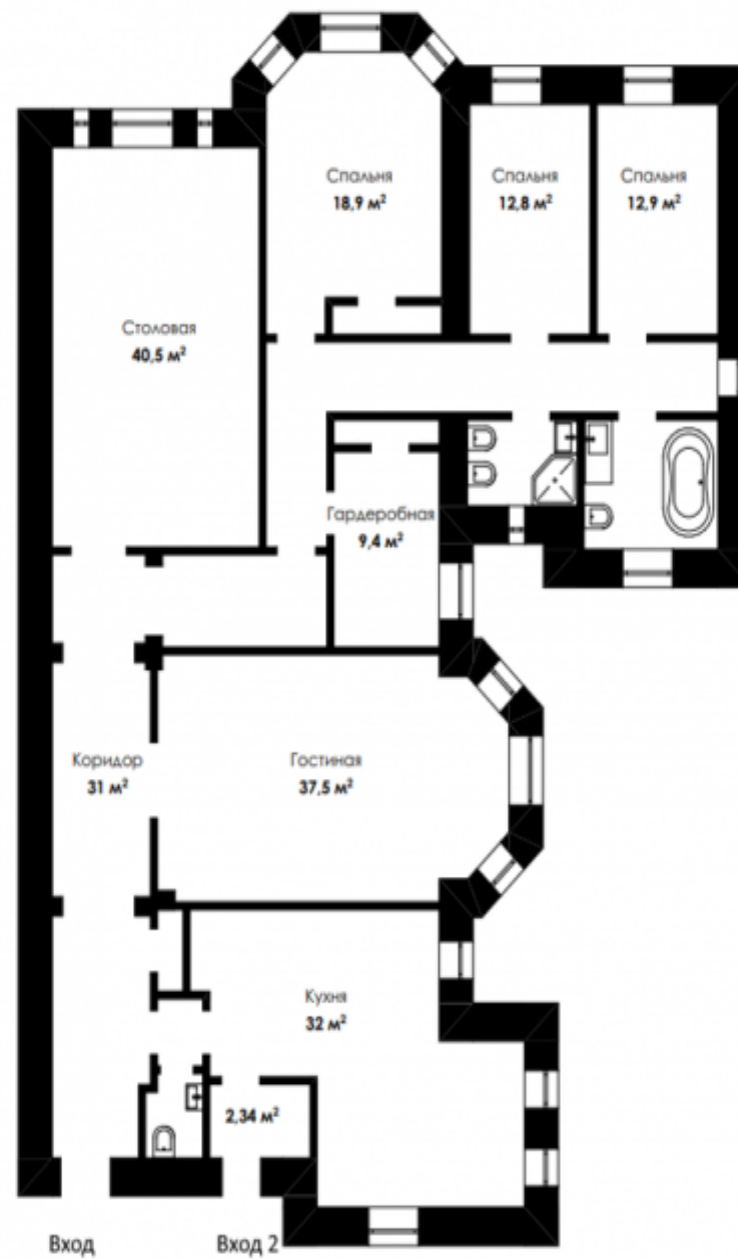 Спальня
18,9 м²
Спальня
12,8 м²
Спальня
12,9 м²
Столовая
40,5 м²
Гардеробная
9,4 м²
Коридор
31 м²
Гостиная
37,5 м²
Кухня
32 м²
2,34 м²
Вход
Вход 2